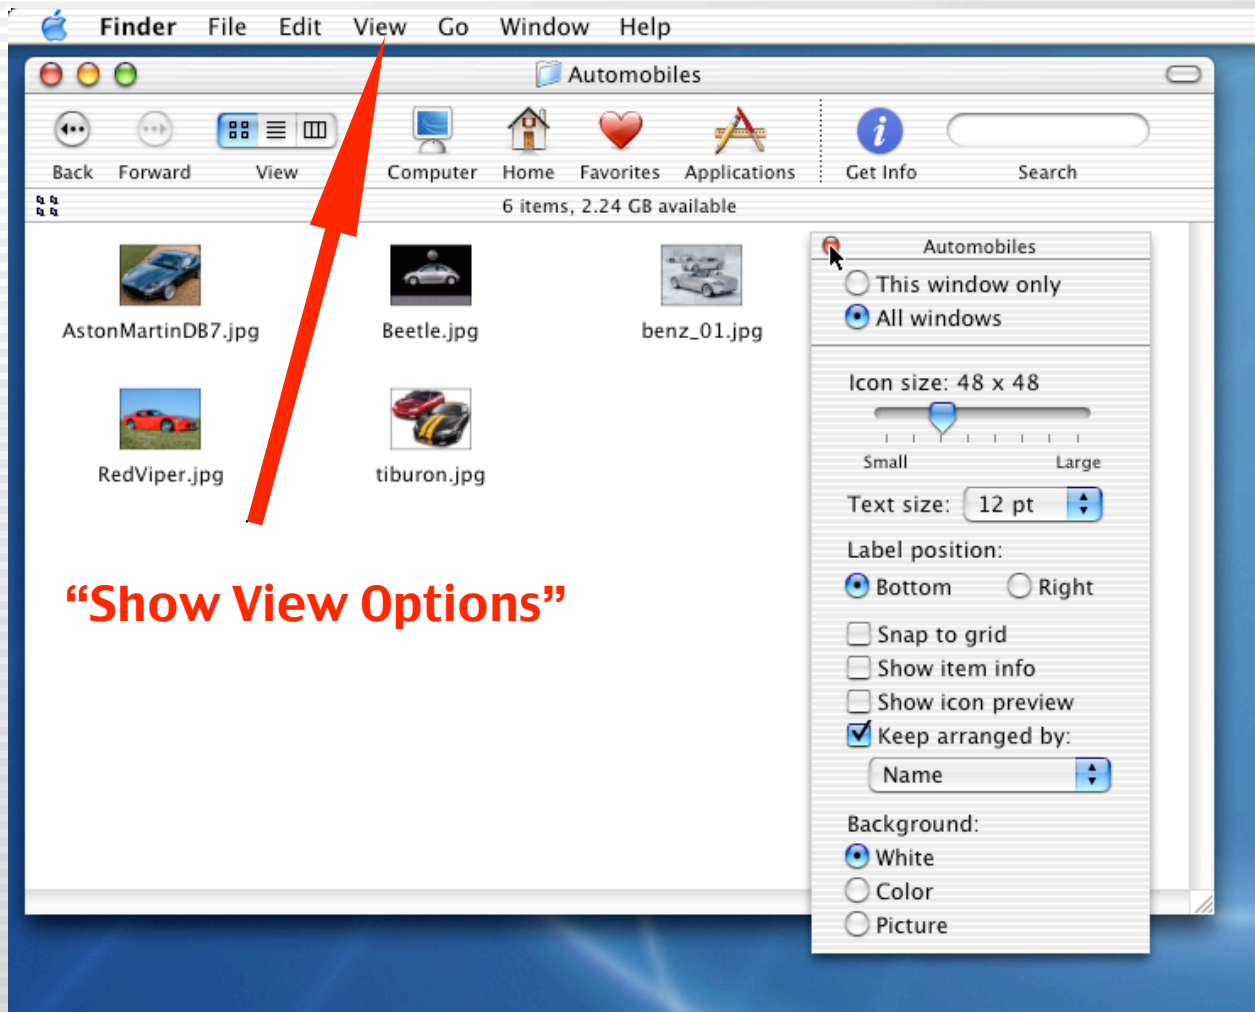 Finder File Edit View Go Window Help
Automobiles
Back Forward View Computer Home Favorites Applications Get Info Search
6 items, 2.24 GB available
AstonMartinDB7.jpg Beetle.jpg benz_01.jpg
RedViper.jpg tiburon.jpg
“Show View Options”
Automobiles
This window only
All windows
Icon size: 48 x 48
Small Large
Text size: 12 pt
Label position:
Bottom Right
Snap to grid
Show item info
Show icon preview
Keep arranged by:
Name
Background:
White
Color
Picture